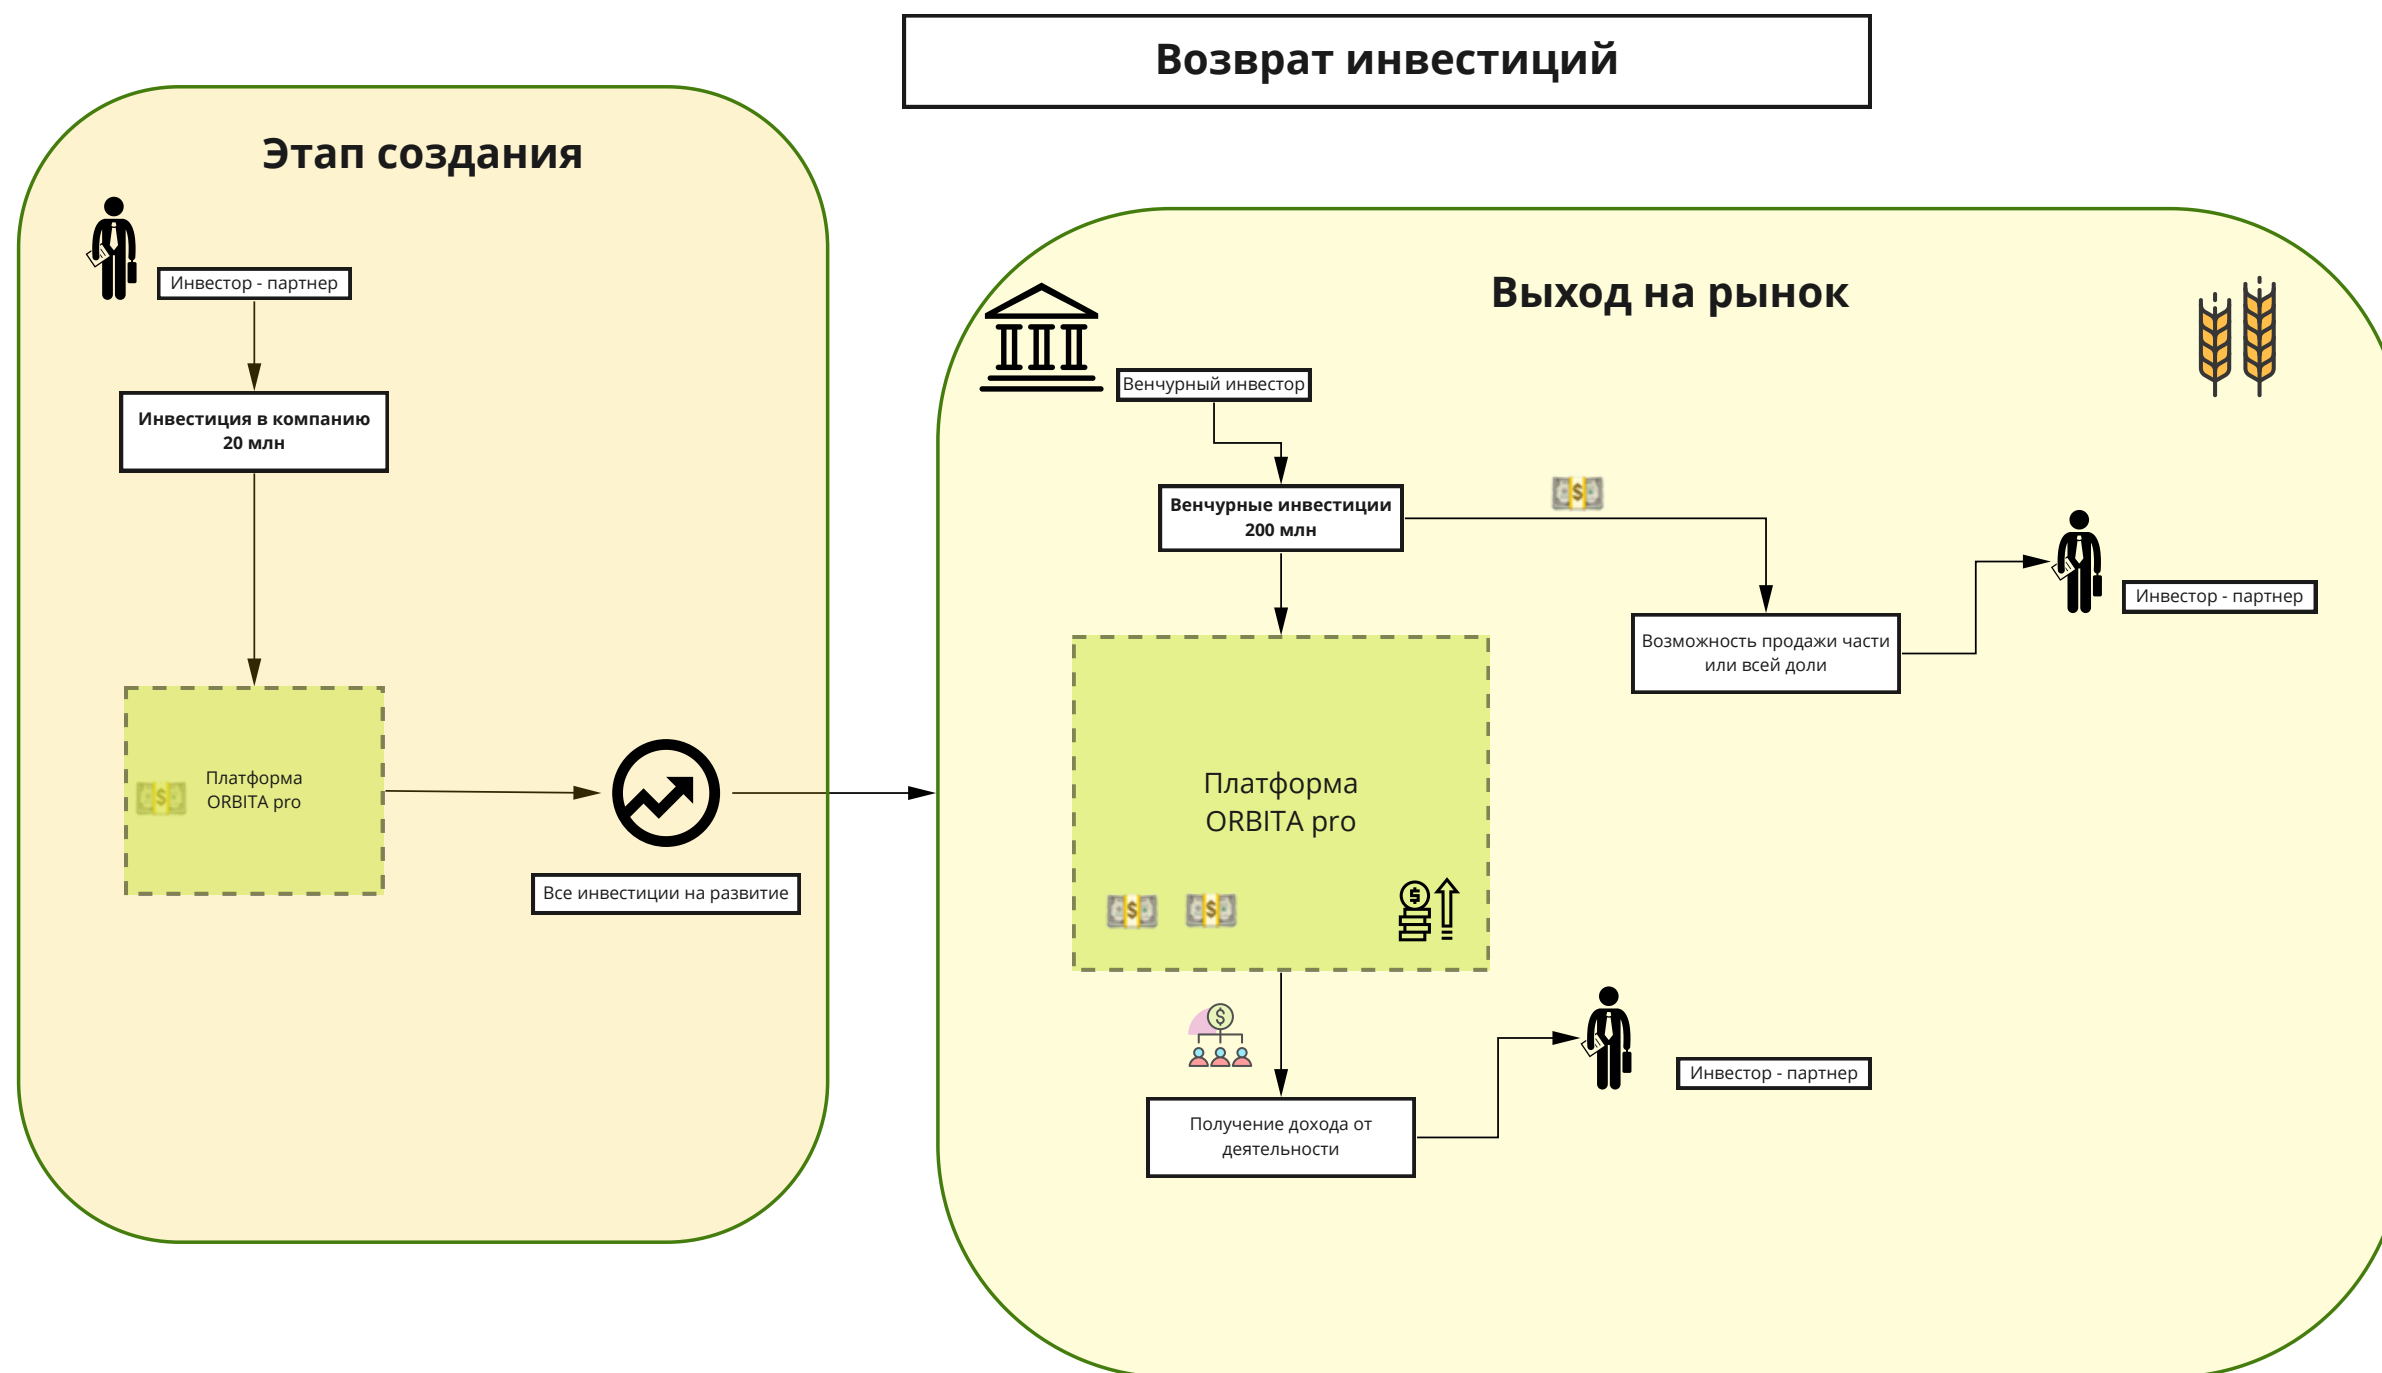 Возврат инвестиций
Этап создания
Инвестор - партнер
Инвестиция в компанию
20 млн
Платформа
ORBITA pro
Все инвестиции на развитие
Выход на рынок
Венчурный инвестор
Венчурные инвестиции
200 млн
Инвестор - партнер
Возможность продажи части
или всей доли
Платформа
ORBITA pro
Инвестор - партнер
Получение дохода от
деятельности